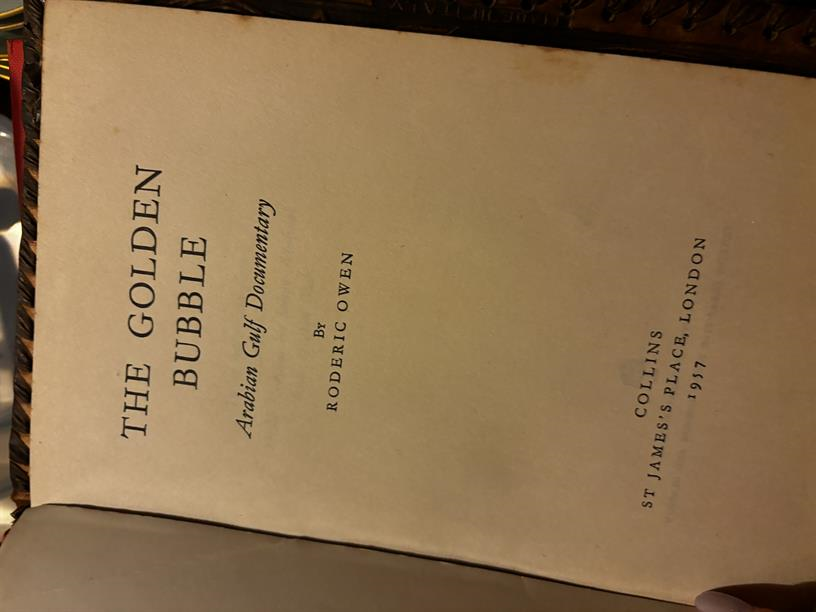 THE GOLDEN
BUBBLE
Arabian Gulf Documentary
By
RODERIC OWEN
COLLINS
ST JAMES'S PLACE, LONDON
1957